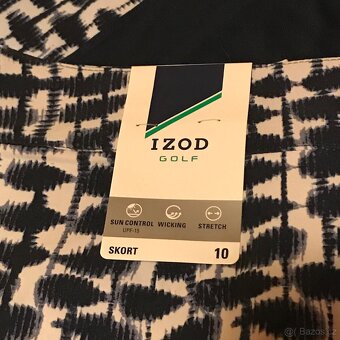 IZOD
GOLF
SUN CONTROL WICKING STRETCH
UPF-15
SKORT 10
© Bazos.cz